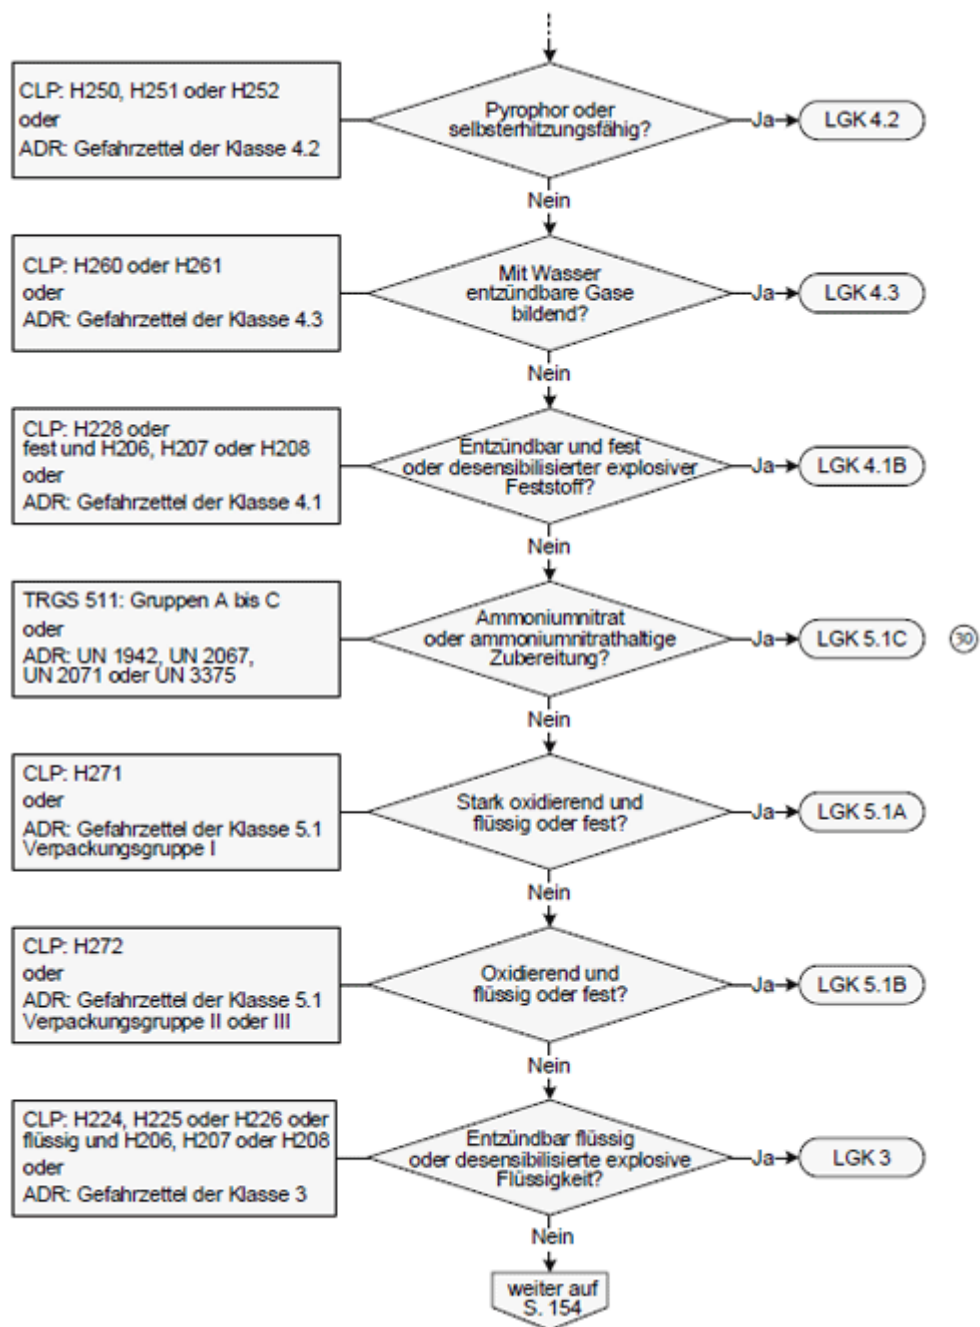 CLP: H250, H251 oder H252
oder
ADR: Gefahrzettel der Klasse 4.2
Pyrophor oder
selbsterhitzungsfähig?
Ja
LGK 4.2
Nein
CLP: H260 oder H261
oder
ADR: Gefahrzettel der Klasse 4.3
Mit Wasser
entzündbare Gase
bildend?
Ja
LGK 4.3
Nein
CLP: H228 oder
fest und H206, H207 oder H208
oder
ADR: Gefahrzettel der Klasse 4.1
Entzündbar und fest
oder desensibilisierter explosiver
Feststoff?
Ja
LGK 4.1B
Nein
TRGS 511: Gruppen A bis C
oder
ADR: UN 1942, UN 2067,
UN 2071 oder UN 3375
Ammoniumnitrat
oder ammoniumnitrathaltige
Zubereitung?
Ja
LGK 5.1C
30
Nein
CLP: H271
oder
ADR: Gefahrzettel der Klasse 5.1
Verpackungsgruppe I
Stark oxidierend und
flüssig oder fest?
Ja
LGK 5.1A
Nein
CLP: H272
oder
ADR: Gefahrzettel der Klasse 5.1
Verpackungsgruppe II oder III
Oxidierend und
flüssig oder fest?
Ja
LGK 5.1B
Nein
CLP: H224, H225 oder H226 oder
flüssig und H206, H207 oder H208
oder
ADR: Gefahrzettel der Klasse 3
Entzündbar flüssig
oder desensibilisierte explosive
Flüssigkeit?
Ja
LGK 3
Nein
weiter auf
S. 154